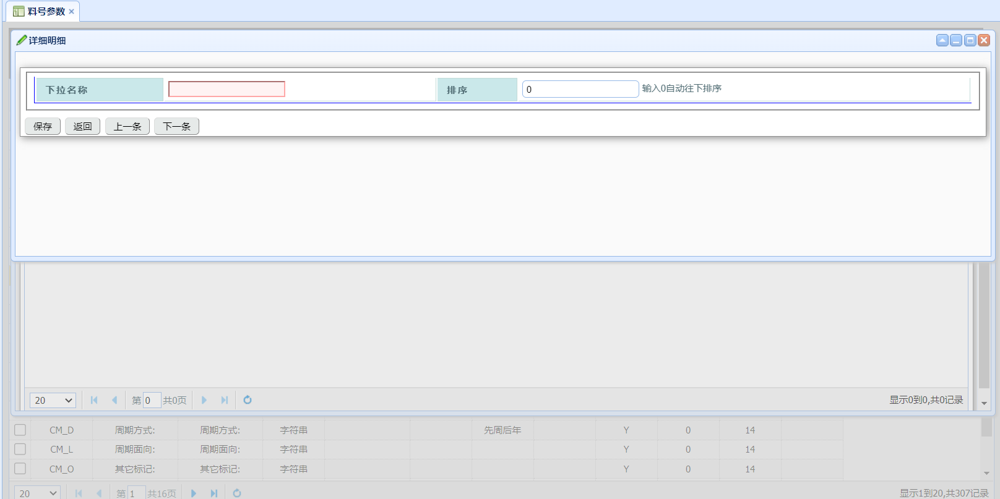 料号参数
详细明细
下拉名称 排序 0 输入0自动往下排序
保存 返回 上一条 下一条
20 第 0 共0页 显示0到0,共0记录
CM_D 周期方式: 周期方式: 字符串 先周后年 Y 0 14
CM_L 周期面向: 周期面向: 字符串 Y 0 14
CM_O 其它标记: 其它标记: 字符串 Y 0 14
20 第 1 共16页 显示1到20,共307记录